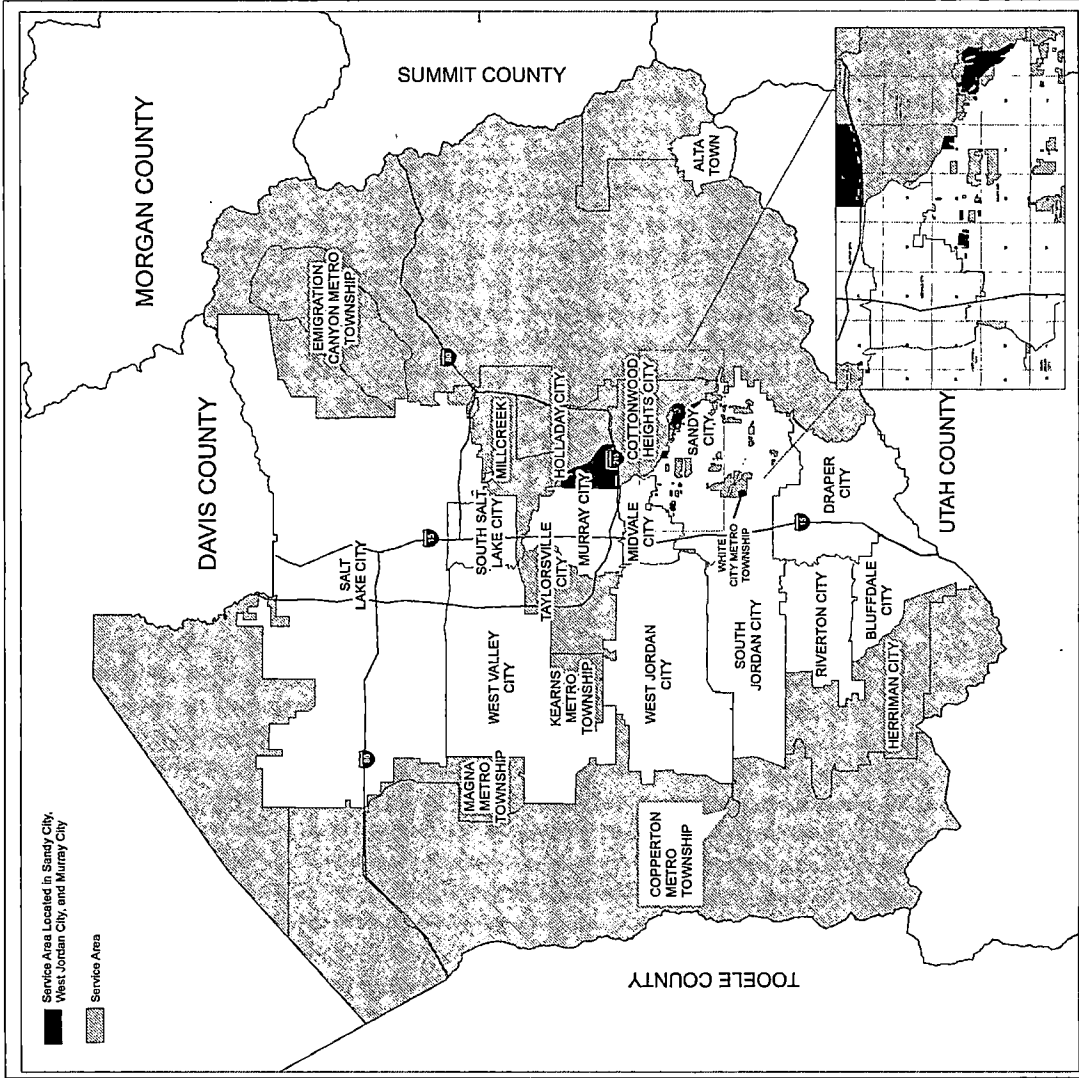 Service Area Located in Sandy City,
West Jordan City, and Murray City
Service Area
MORGAN COUNTY
SUMMIT COUNTY
DAVIS COUNTY
TOOELE COUNTY
UTAH COUNTY
EMIGRATION
CANYON METRO
TOWNSHIP
ALTA
TOWN
SALT
LAKE CITY
SOUTH SALT
LAKE CITY
MILLCREEK
HOLLADAY CITY
COTTONWOOD
HEIGHTS CITY
MURRAY CITY
TAYLORSVILLE
CITY
MIDVALE
CITY
SANDY
CITY
WHITE
CITY METRO
TOWNSHIP
DRAPER
CITY
WEST VALLEY
CITY
KEARNS
METRO
TOWNSHIP
MAGNA
METRO
TOWNSHIP
WEST JORDAN
CITY
SOUTH
JORDAN CITY
RIVERTON CITY
BLUFFDALE
CITY
HERRIMAN CITY
COPPERTON
METRO
TOWNSHIP
80
80
15
15